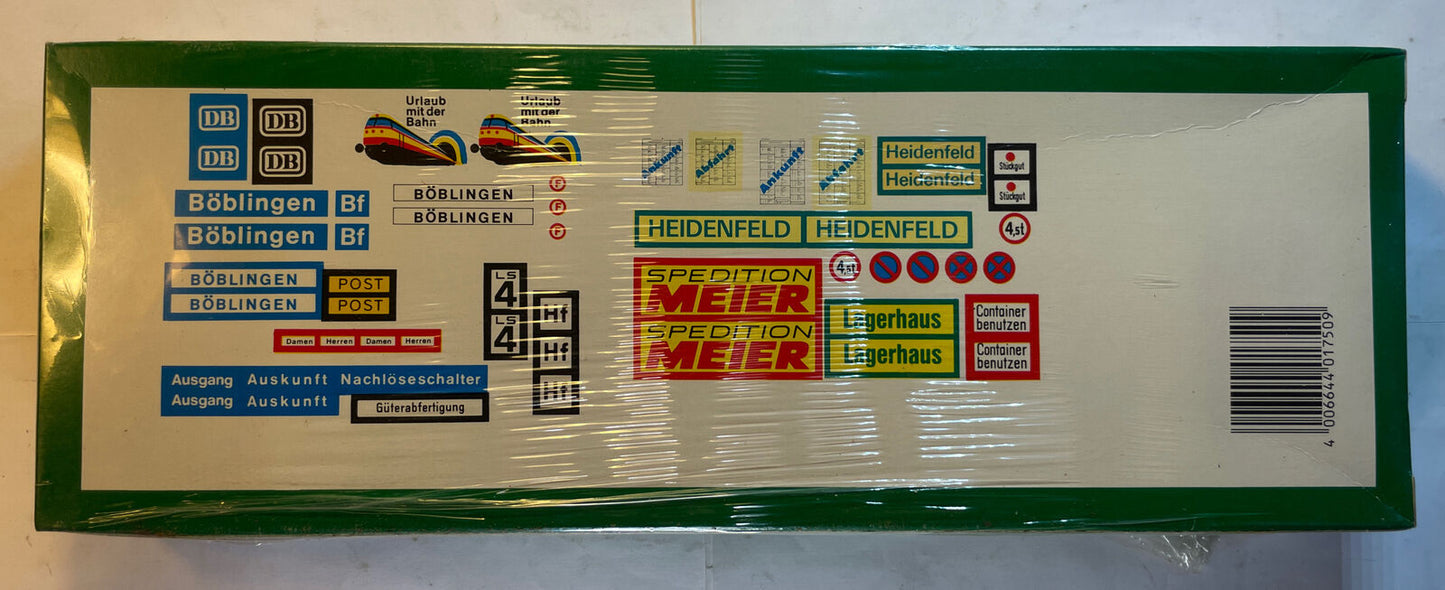 DB
DB
DB
DB
Urlaub
mit der
Bahn
Urlaub
mit der
Bahn
Böblingen Bf
Böblingen Bf
BÖBLINGEN
BÖBLINGEN
F
F
F
BÖBLINGEN
BÖBLINGEN
POST
POST
LS
4
LS
4
Hf
Hf
Hf
Damen Herren Damen Herren
Ausgang Auskunft Nachlöseschalter
Ausgang Auskunft
Güterabfertigung
Ankunft
Abfahrt
Ankunft
Abfahrt
Heidenfeld
Heidenfeld
Stückgut
Stückgut
HEIDENFELD HEIDENFELD
4,5t
4,5t
SPEDITION
MEIER
SPEDITION
MEIER
Lagerhaus
Lagerhaus
Container
benutzen
Container
benutzen
4 006644 017509